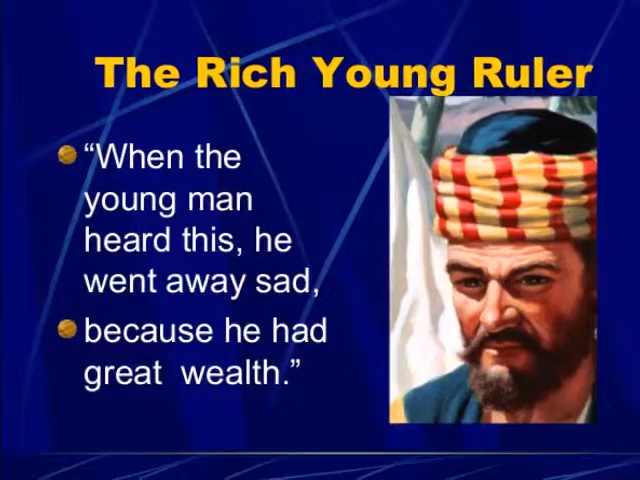 The Rich Young Ruler
“When the
young man
heard this, he
went away sad,
because he had
great  wealth.”